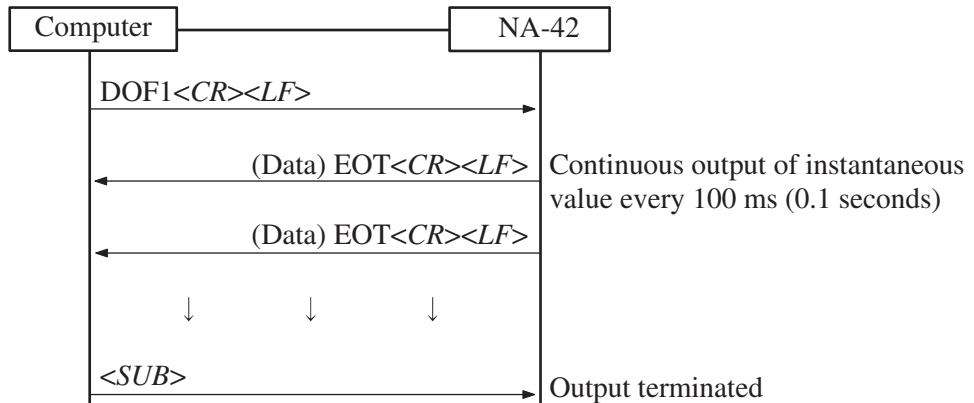 Computer
NA-42
DOF1<CR><LF>
(Data) EOT<CR><LF>
Continuous output of instantaneous
value every 100 ms (0.1 seconds)
(Data) EOT<CR><LF>
↓ ↓ ↓
<SUB>
Output terminated